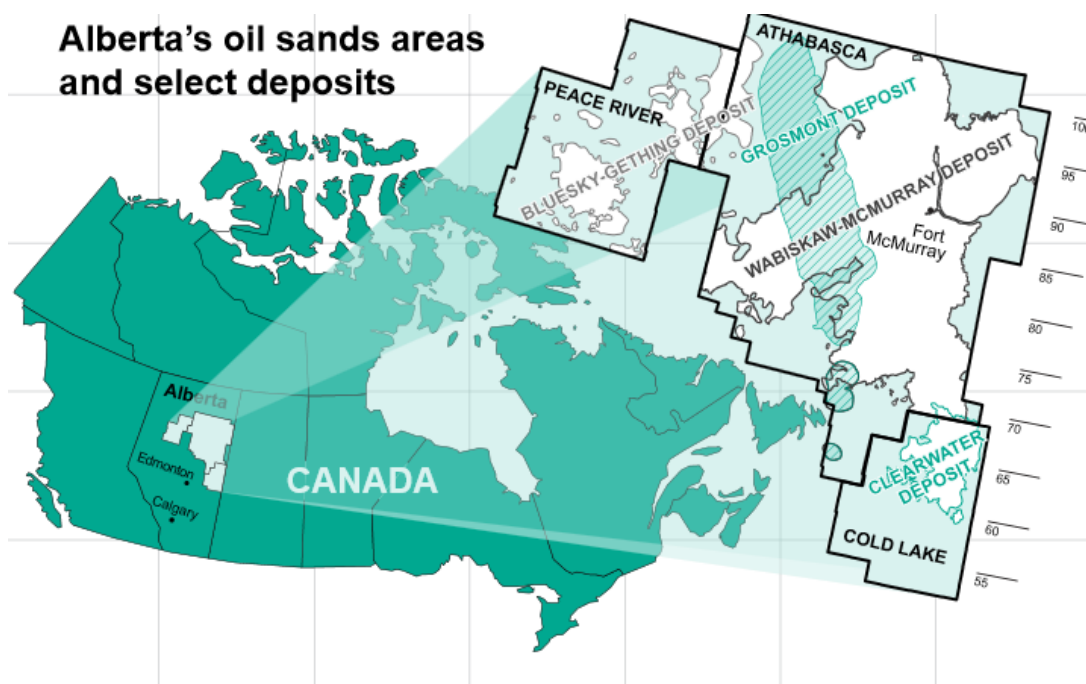 Alberta's oil sands areas
and select deposits
ATHABASCA
PEACE RIVER
BLUESKY-GETHING DEPOSIT
GROSMONT DEPOSIT
WABISKAW-MCMURRAY DEPOSIT
Fort
McMurray
100
95
90
85
80
75
70
65
60
55
CLEARWATER
DEPOSIT
COLD LAKE
Alberta
Edmonton
Calgary
CANADA